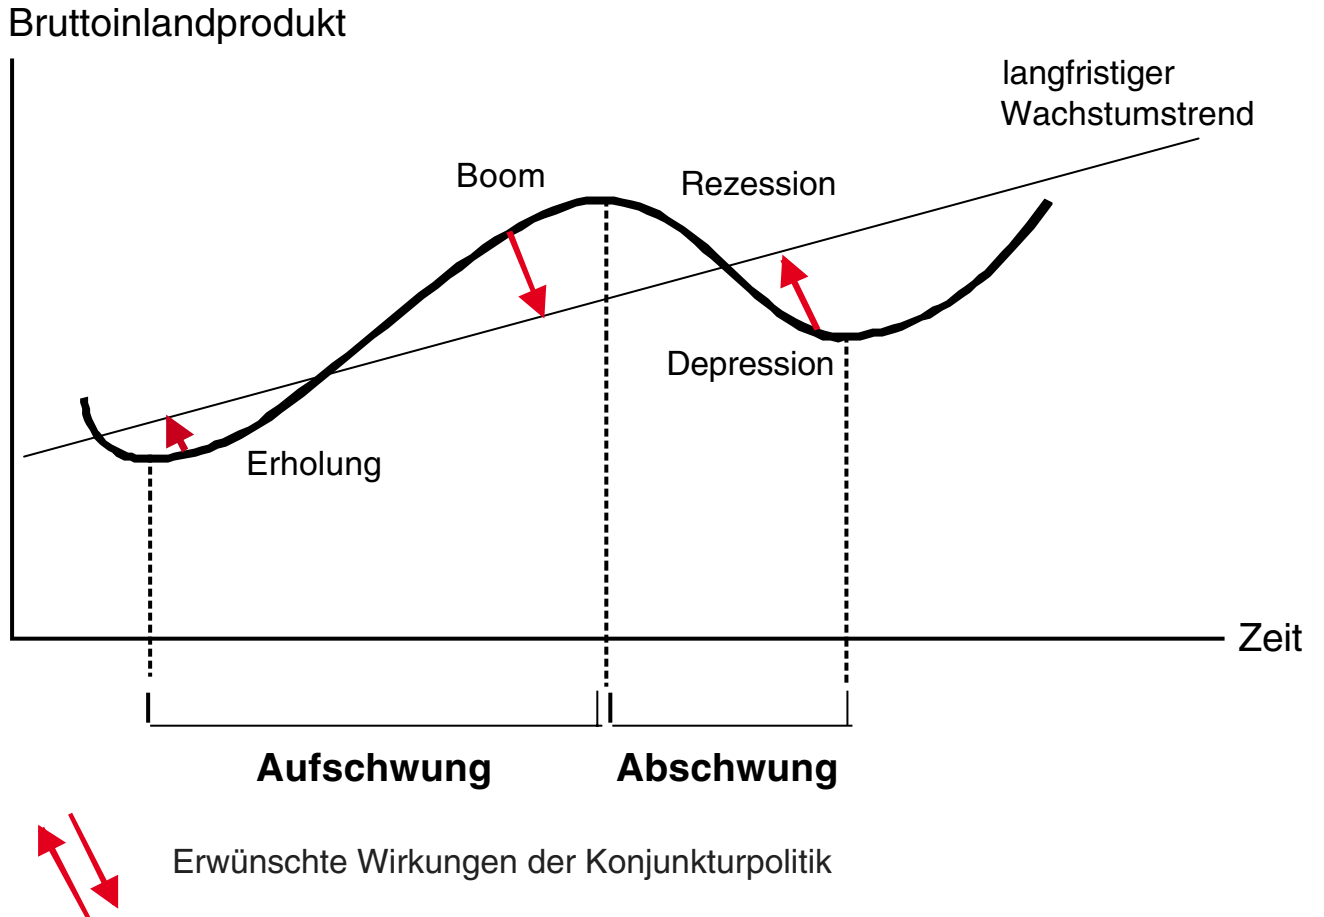 Bruttoinlandprodukt
langfristiger
Wachstumstrend
Boom
Rezession
Depression
Erholung
Zeit
Aufschwung
Abschwung
Erwünschte Wirkungen der Konjunkturpolitik